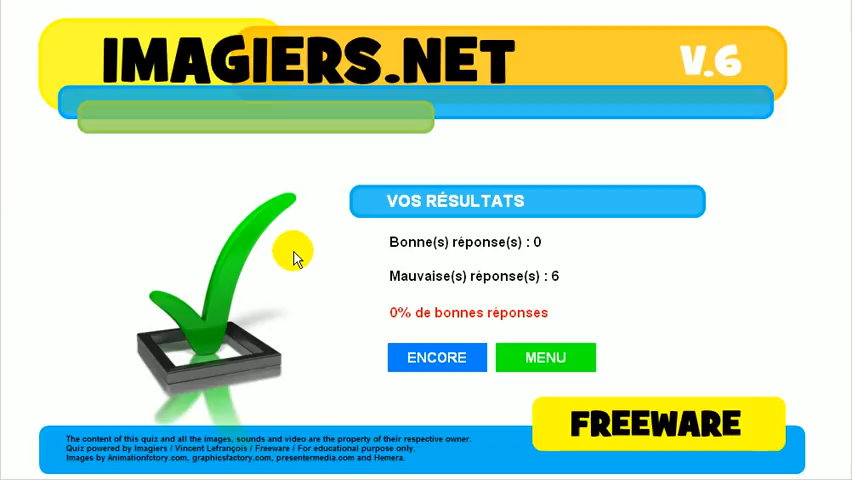 IMAGIERS.NET
V.6
VOS RÉSULTATS
Bonne(s) réponse(s) : 0
Mauvaise(s) réponse(s) : 6
0% de bonnes réponses
ENCORE
MENU
FREEWARE
The content of this quiz and all the images, sounds and video are the property of their respective owner.
Quiz powered by Imagiers / Vincent Lefrançois / Freeware / For educational purpose only.
Images by Animationfctory.com, graphicsfactory.com, presentermedia.com and Hemera.